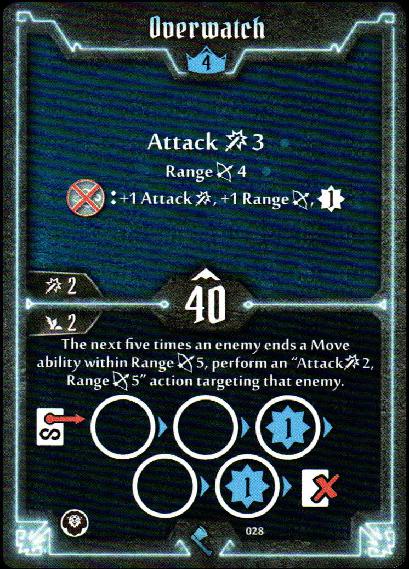 Overwatch
4
Attack 3
Range 4
: +1 Attack, +1 Range, 1
2
40
2
The next five times an enemy ends a Move
ability within Range 5, perform an “Attack 2,
Range 5” action targeting that enemy.
S 1
1
028